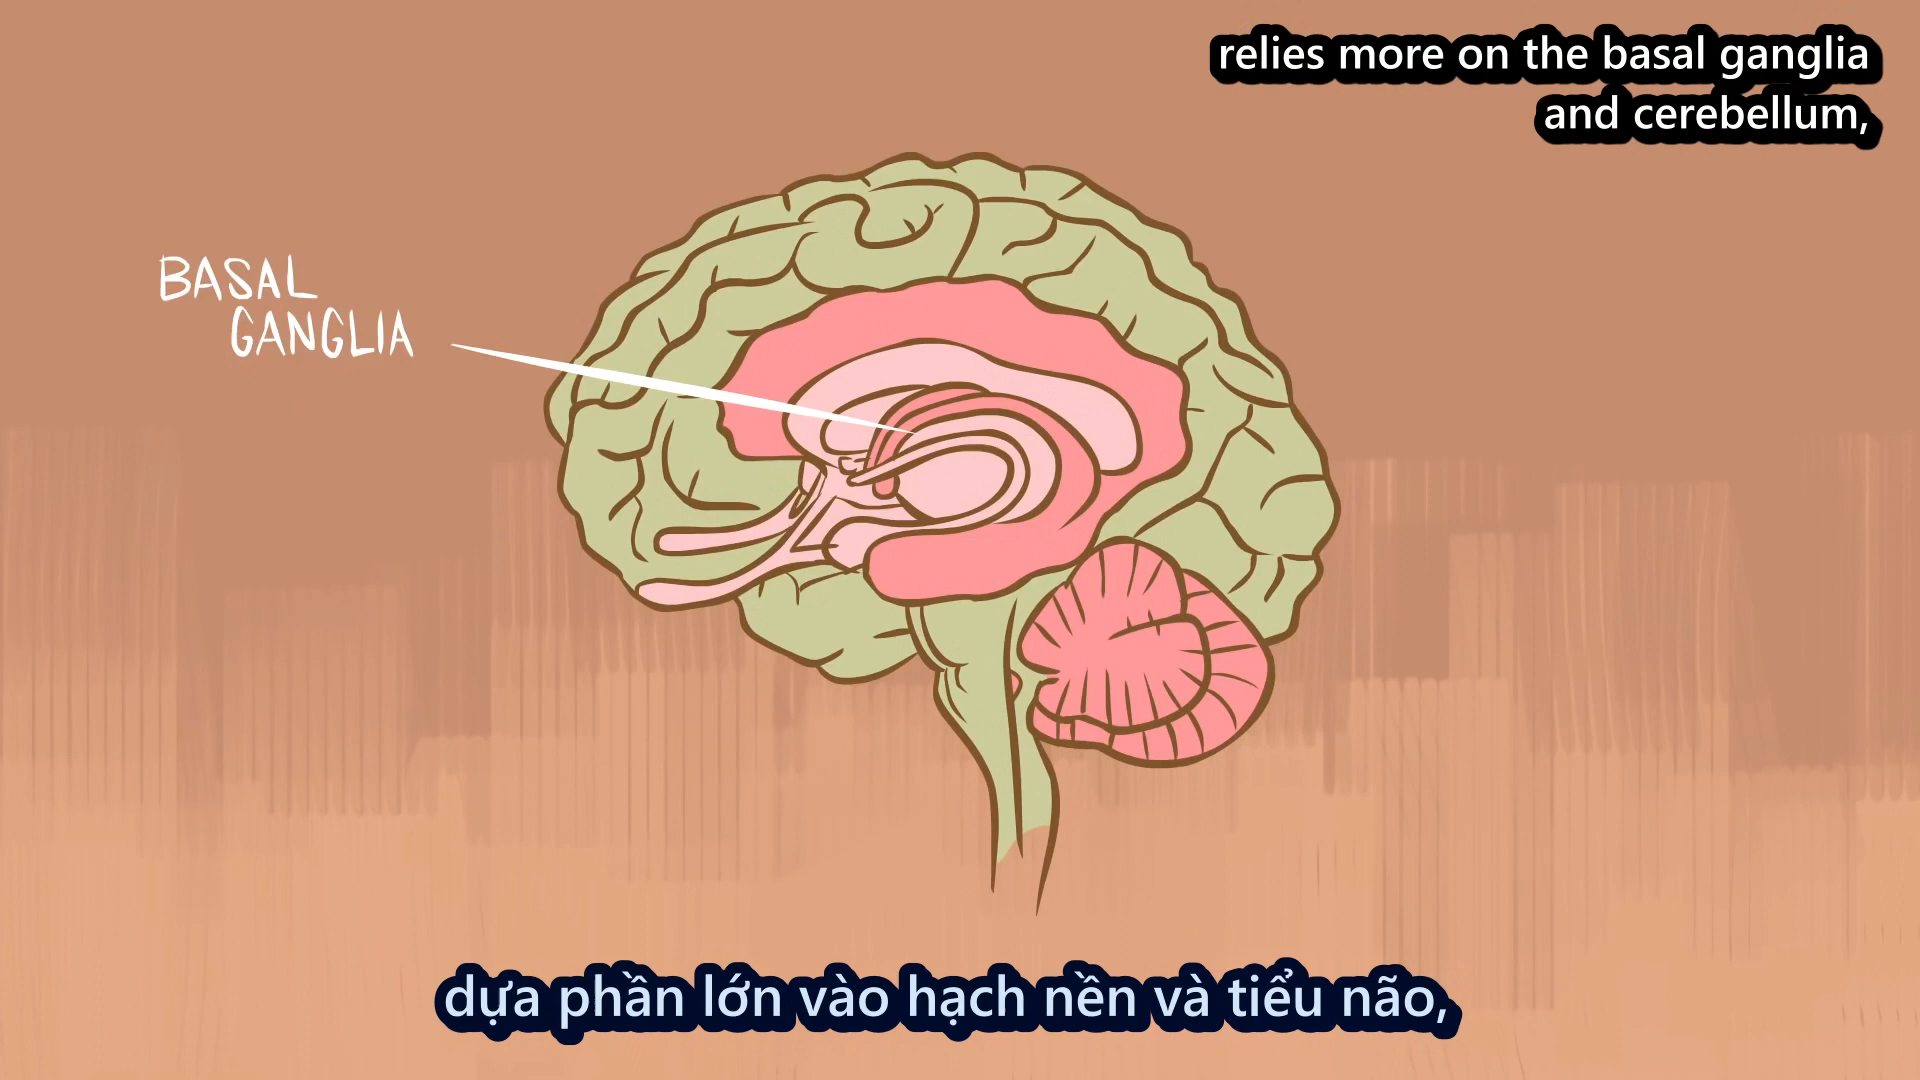 relies more on the basal ganglia
and cerebellum,
BASAL
GANGLIA
dựa phần lớn vào hạch nền và tiểu não,